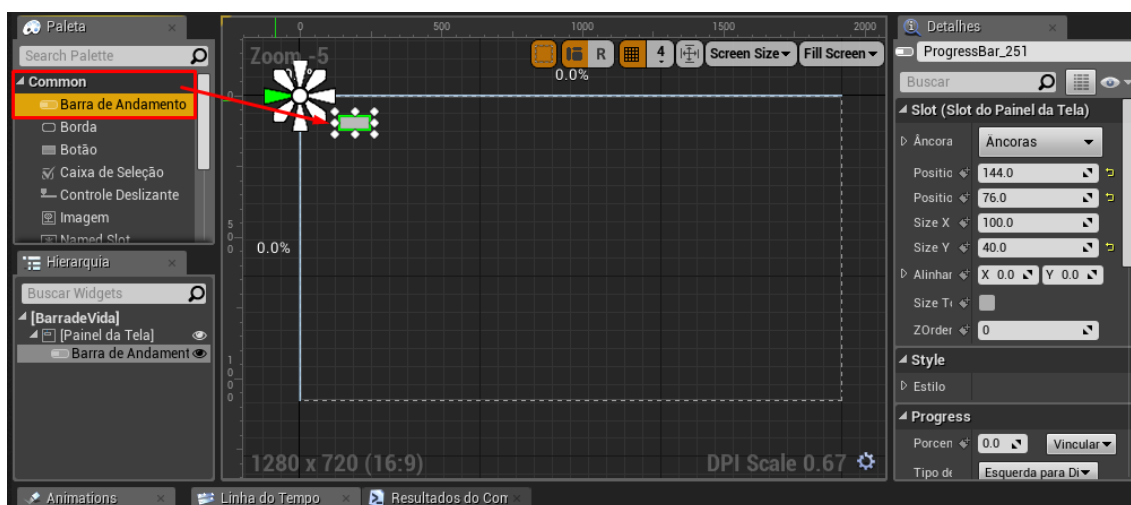 Paleta
Search Palette
Common
Barra de Andamento
Borda
Botão
Caixa de Seleção
Controle Deslizante
Imagem
Named Slot
Hierarquia
Buscar Widgets
[BarradeVida]
[Painel da Tela]
Barra de Andament
0 500 1000 1500 2000
Zoom -5
R 4 Screen Size Fill Screen
0.0%
0
500
0.0%
1000
1280 x 720 (16:9)
DPI Scale 0.67
Detalhes
ProgressBar_251
Buscar
Slot (Slot do Painel da Tela)
Âncora Âncoras
Positic 144.0
Positic 76.0
Size X 100.0
Size Y 40.0
Alinhar X 0.0 Y 0.0
Size
ZOrder 0
Style
Estilo
Progress
Porcen 0.0 Vincular
Tipo de Esquerda para Di
Animations
Linha do Tempo
Resultados do Com